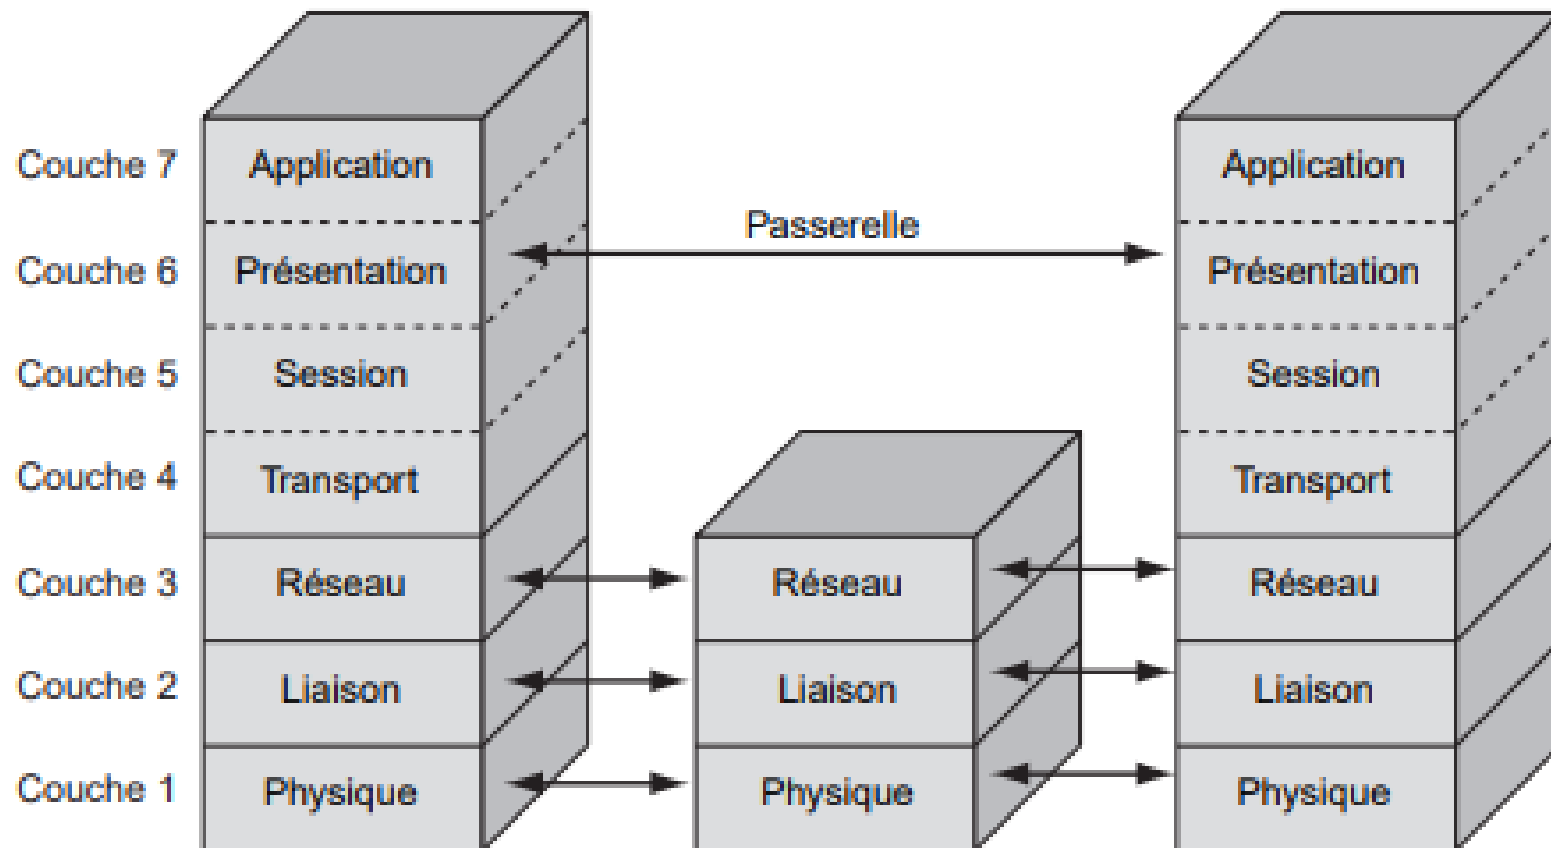 Couche 7 Application Application
Passerelle
Couche 6 Présentation Présentation
Couche 5 Session Session
Couche 4 Transport Transport
Couche 3 Réseau Réseau Réseau
Couche 2 Liaison Liaison Liaison
Couche 1 Physique Physique Physique